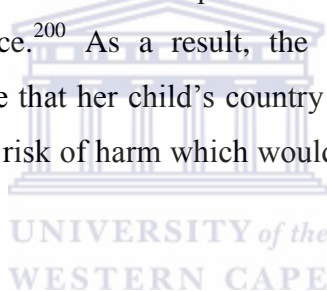 ce.200 As a result, the
e that her child's country
risk of harm which would
UNIVERSITY of the
WESTERN CAPE